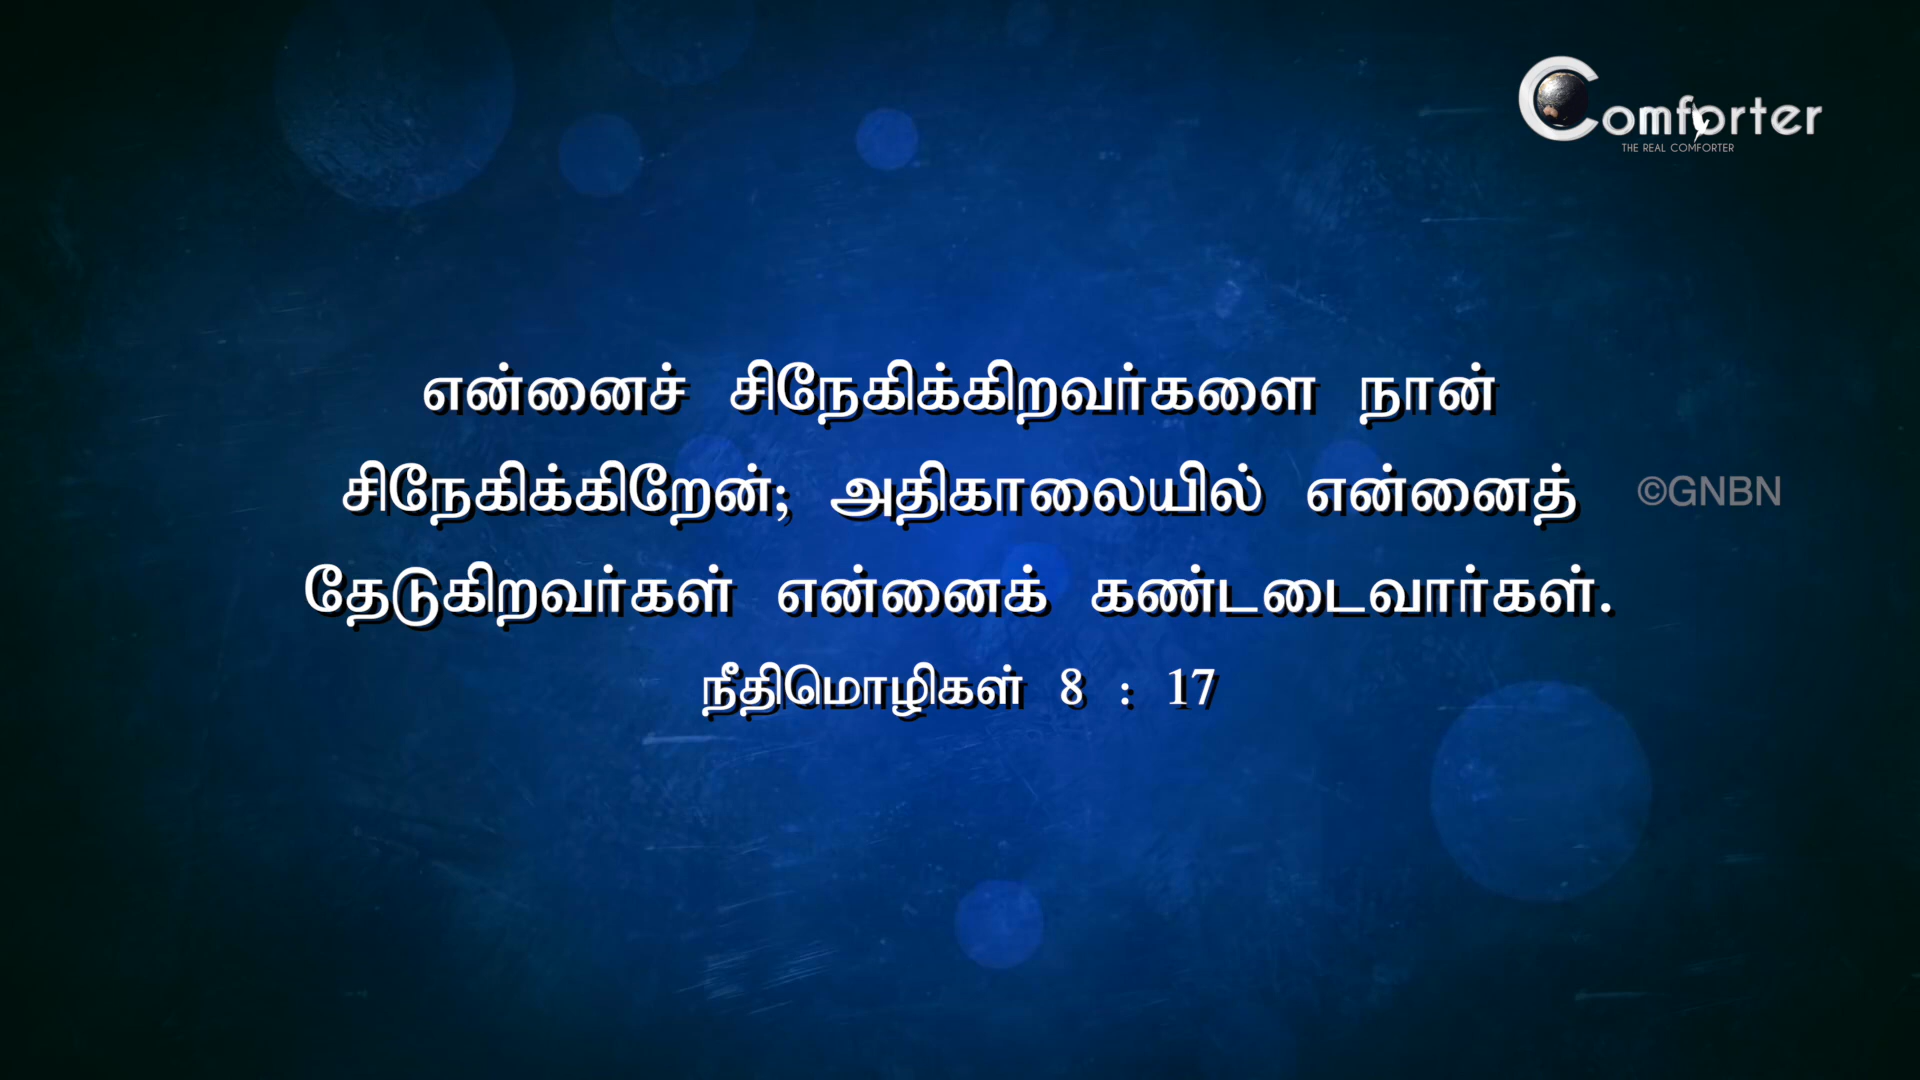 Comforter
THE REAL COMFORTER
என்னைச் சிநேகிக்கிறவர்களை நான்
சிநேகிக்கிறேன்; அதிகாலையில் என்னைத்
©GNBN
தேடுகிறவர்கள் என்னைக் கண்டடைவார்கள்.
நீதிமொழிகள் 8 : 17